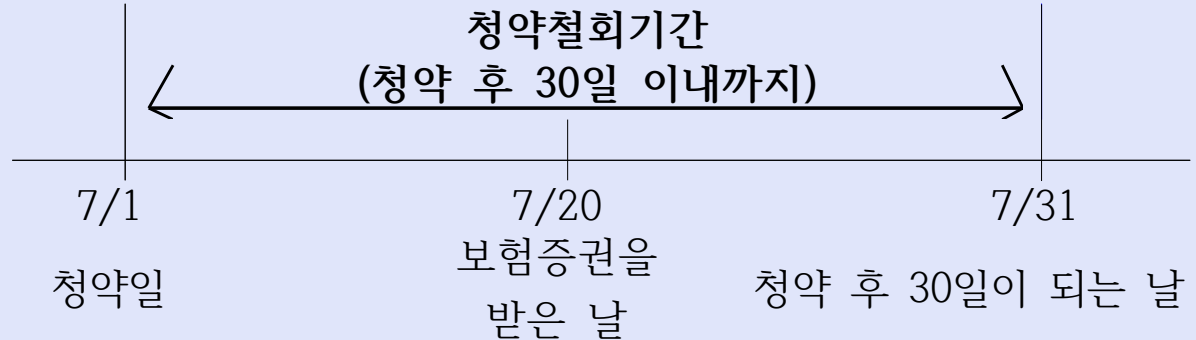 청약철회기간
(청약 후 30일 이내까지)
7/1
7/20
7/31
청약일
보험증권을
받은 날
청약 후 30일이 되는 날